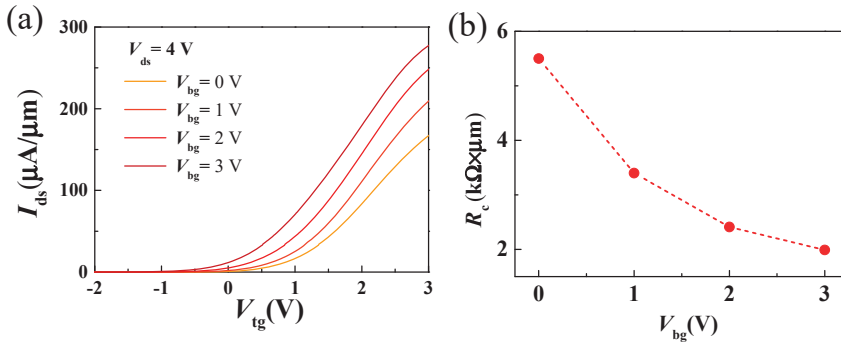 (a)
300
200
100
0
I_ds(μA/μm)
V_ds = 4 V
V_bg = 0 V
V_bg = 1 V
V_bg = 2 V
V_bg = 3 V
-2 -1 0 1 2 3
V_tg(V)
(b)
6
4
2
R_c(kΩ×μm)
0 1 2 3
V_bg(V)